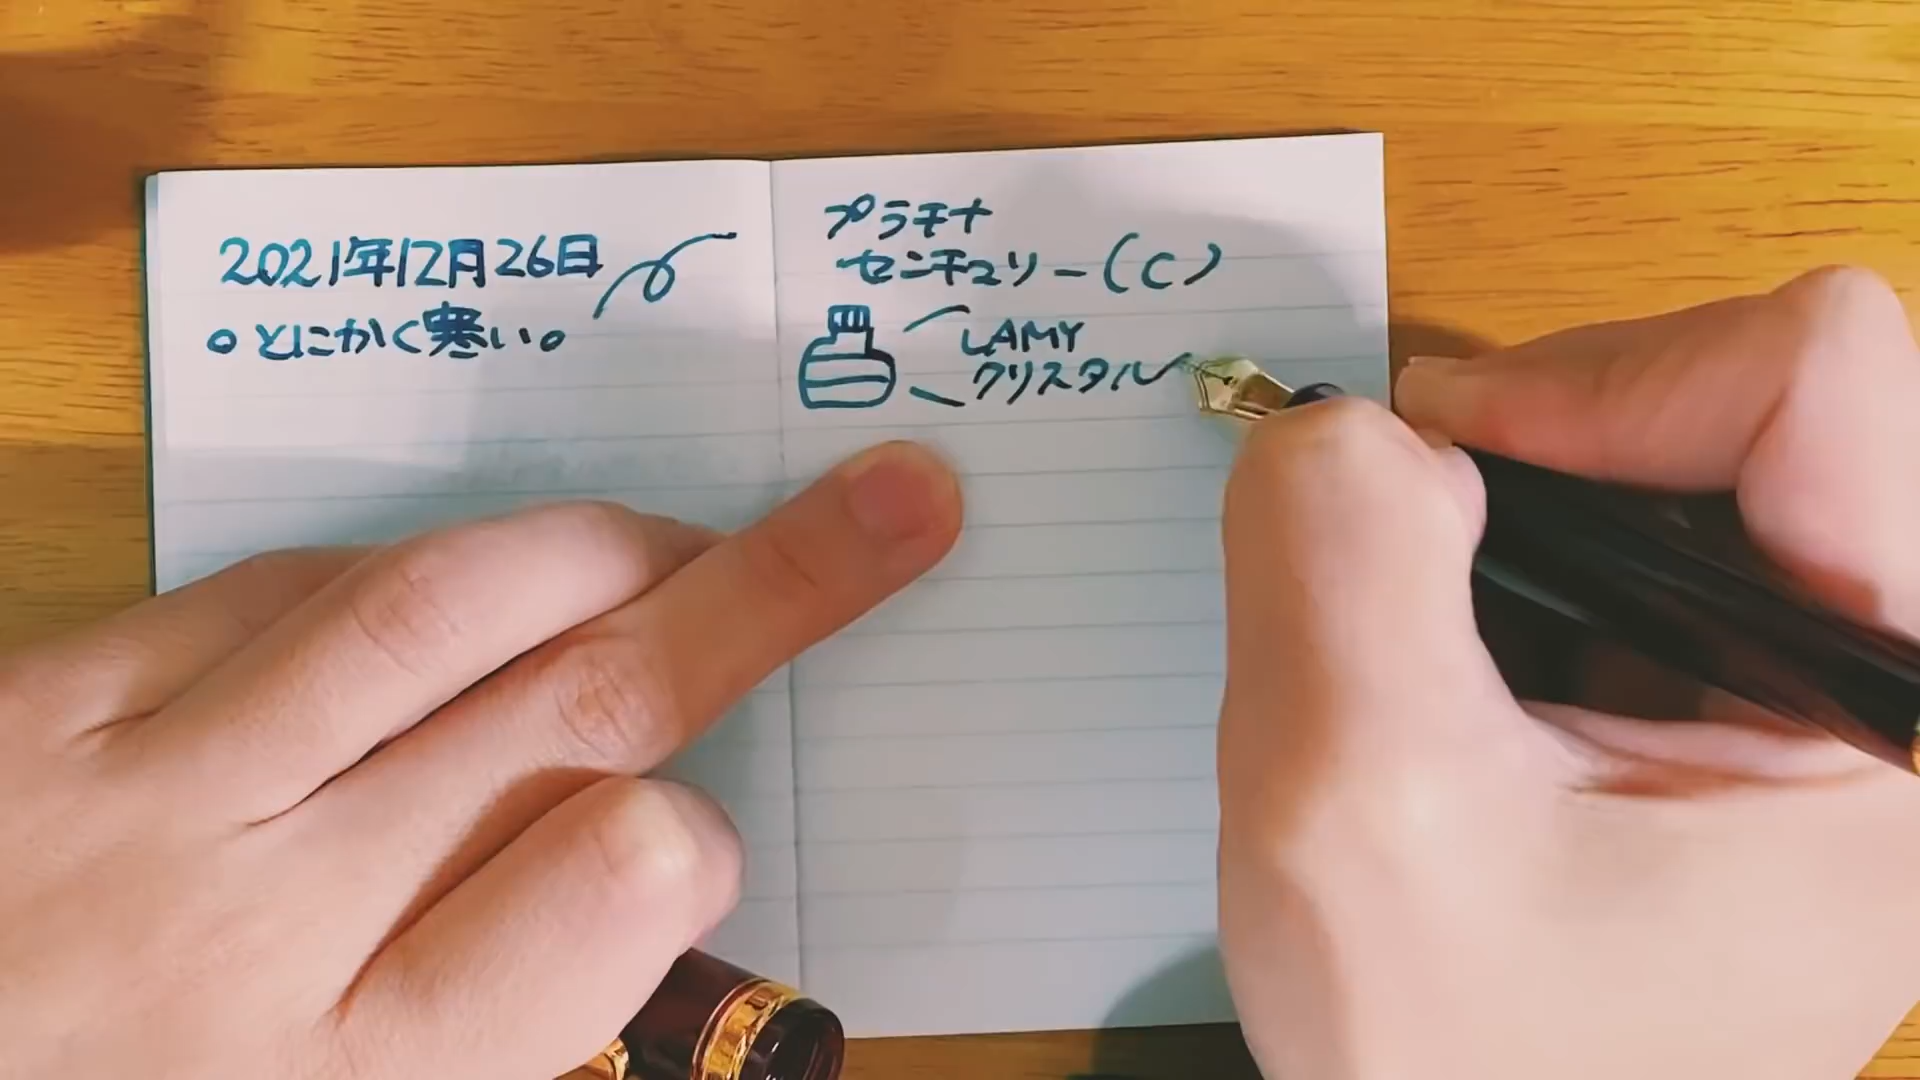 2021年12月26日
○とにかく寒い。
プラチナ
センチュリー(C)
LAMY
クリスタル